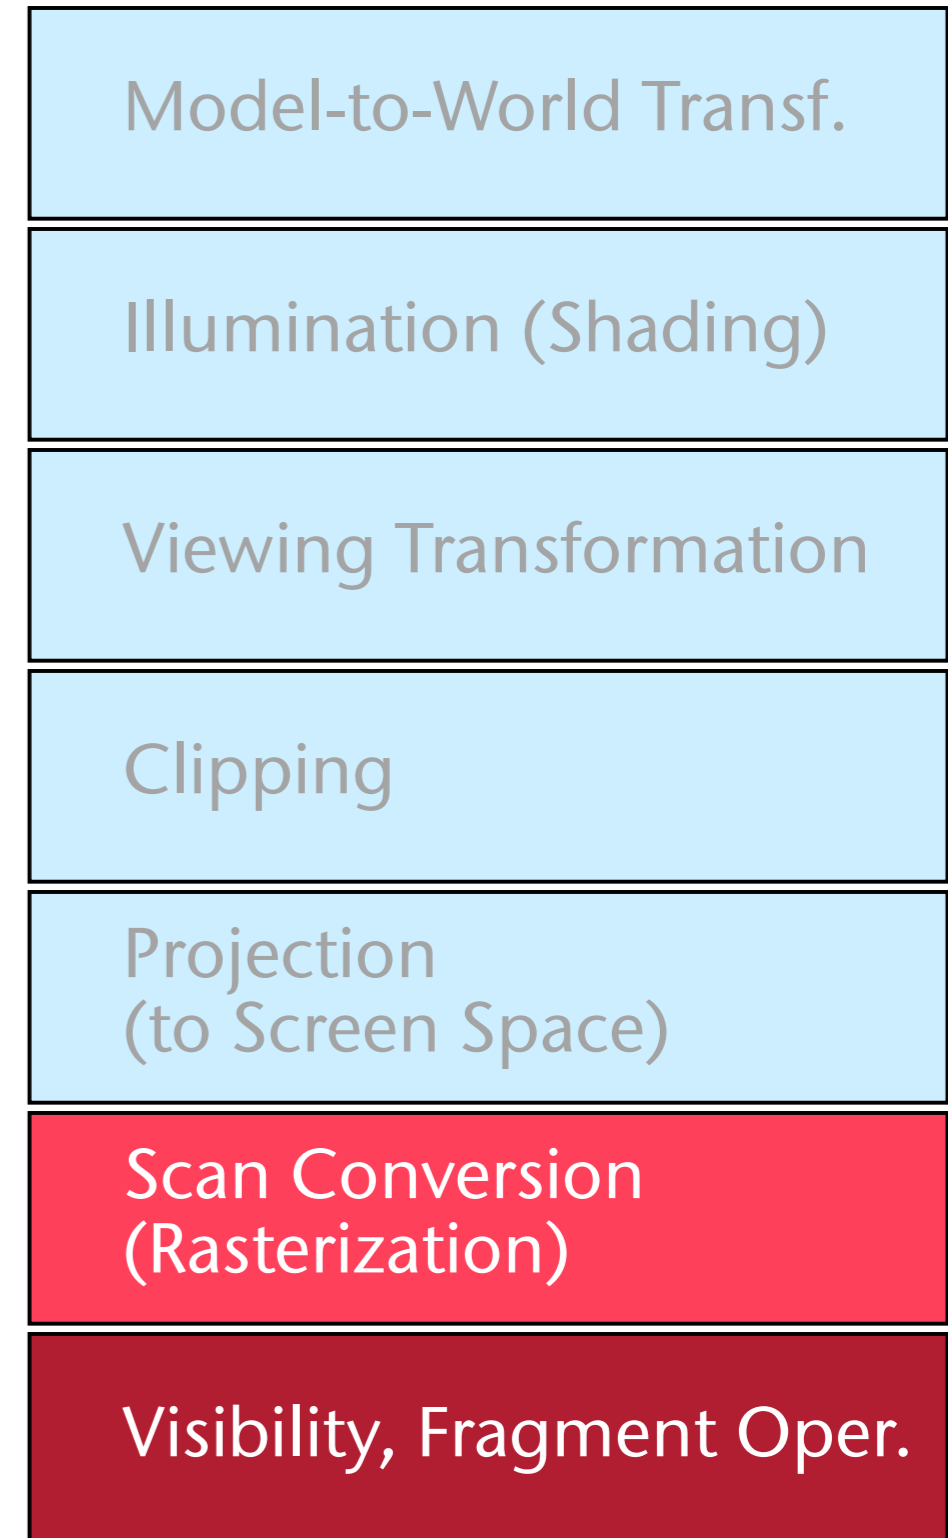 Model-to-World Transf.
Illumination (Shading)
Viewing Transformation
Clipping
Projection
(to Screen Space)
Scan Conversion
(Rasterization)
Visibility, Fragment Oper.